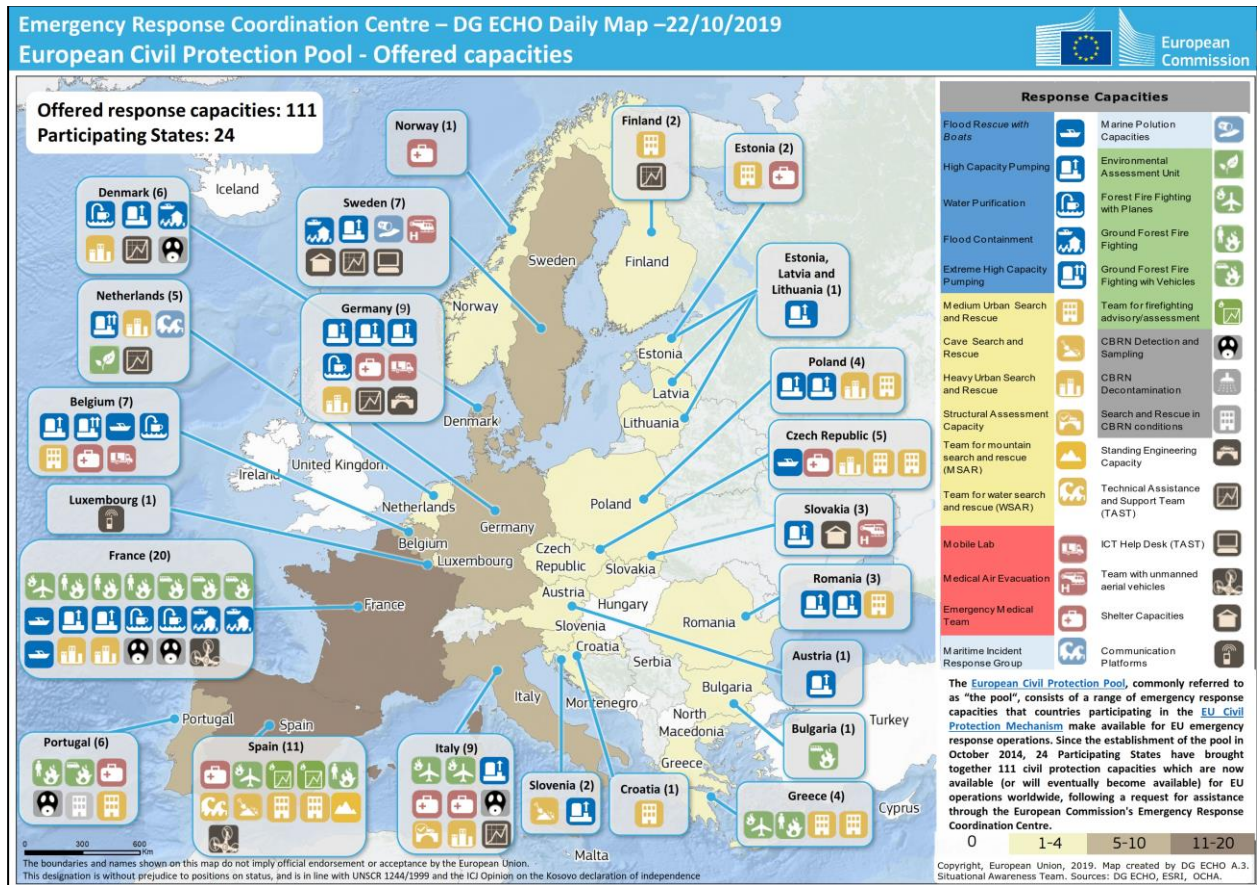 Emergency Response Coordination Centre – DG ECHO Daily Map –22/10/2019
European Civil Protection Pool - Offered capacities
European
Commission
Offered response capacities: 111
Participating States: 24
Norway (1)
Finland (2)
Estonia (2)
Denmark (6)
Sweden (7)
H
Estonia,
Latvia and
Lithuania (1)
Netherlands (5)
Germany (9)
Poland (4)
Belgium (7)
Czech Republic (5)
Luxembourg (1)
Slovakia (3)
H
France (20)
Romania (3)
Austria (1)
Bulgaria (1)
Portugal (6)
Spain (11)
Italy (9)
Slovenia (2)
Croatia (1)
Greece (4)
Iceland
Sweden
Finland
Norway
Estonia
Latvia
Lithuania
Denmark
United Kingdom
Ireland
Netherlands
Poland
Germany
Belgium
Luxembourg
Czech
Republic
Slovakia
Austria
Hungary
France
Slovenia
Romania
Croatia
Serbia
Italy
Montenegro
Bulgaria
North
Macedonia
Turkey
Portugal
Spain
Greece
Cyprus
Malta
0 300 600
Km
The boundaries and names shown on this map do not imply official endorsement or acceptance by the European Union.
This designation is without prejudice to positions on status, and is in line with UNSCR 1244/1999 and the ICJ Opinion on the Kosovo declaration of independence
Response Capacities
Flood Rescue with
Boats
High Capacity Pumping
Water Purification
Flood Containment
Extreme High Capacity
Pumping
Medium Urban Search
and Rescue
Cave Search and
Rescue
Heavy Urban Search
and Rescue
Structural Assessment
Capacity
Team for mountain
search and rescue
(MSAR)
Team for water search
and rescue (WSAR)
Mobile Lab
Medical Air Evacuation
H
Emergency Medical
Team
Maritime Incident
Response Group
Marine Polution
Capacities
Environmental
Assessment Unit
Forest Fire Fighting
with Planes
Ground Forest Fire
Fighting
Ground Forest Fire
Fighting wih Vehicles
Team for firefighting
advisory/assessment
CBRN Detection and
Sampling
CBRN
Decontamination
Search and Rescue in
CBRN conditions
Standing Engineering
Capacity
Technical Assistance
and Support Team
(TAST)
ICT Help Desk (TAST)
Team with unmanned
aerial vehicles
Shelter Capacities
Communication
Platforms
The European Civil Protection Pool, commonly referred to
as “the pool“, consists of a range of emergency response
capacities that countries participating in the EU Civil
Protection Mechanism make available for EU emergency
response operations. Since the establishment of the pool in
October 2014, 24 Participating States have brought
together 111 civil protection capacities which are now
available (or will eventually become available) for EU
operations worldwide, following a request for assistance
through the European Commission's Emergency Response
Coordination Centre.
0 1-4 5-10 11-20
Copyright, European Union, 2019. Map created by DG ECHO A.3.
Situational Awareness Team. Sources: DG ECHO, ESRI, OCHA.